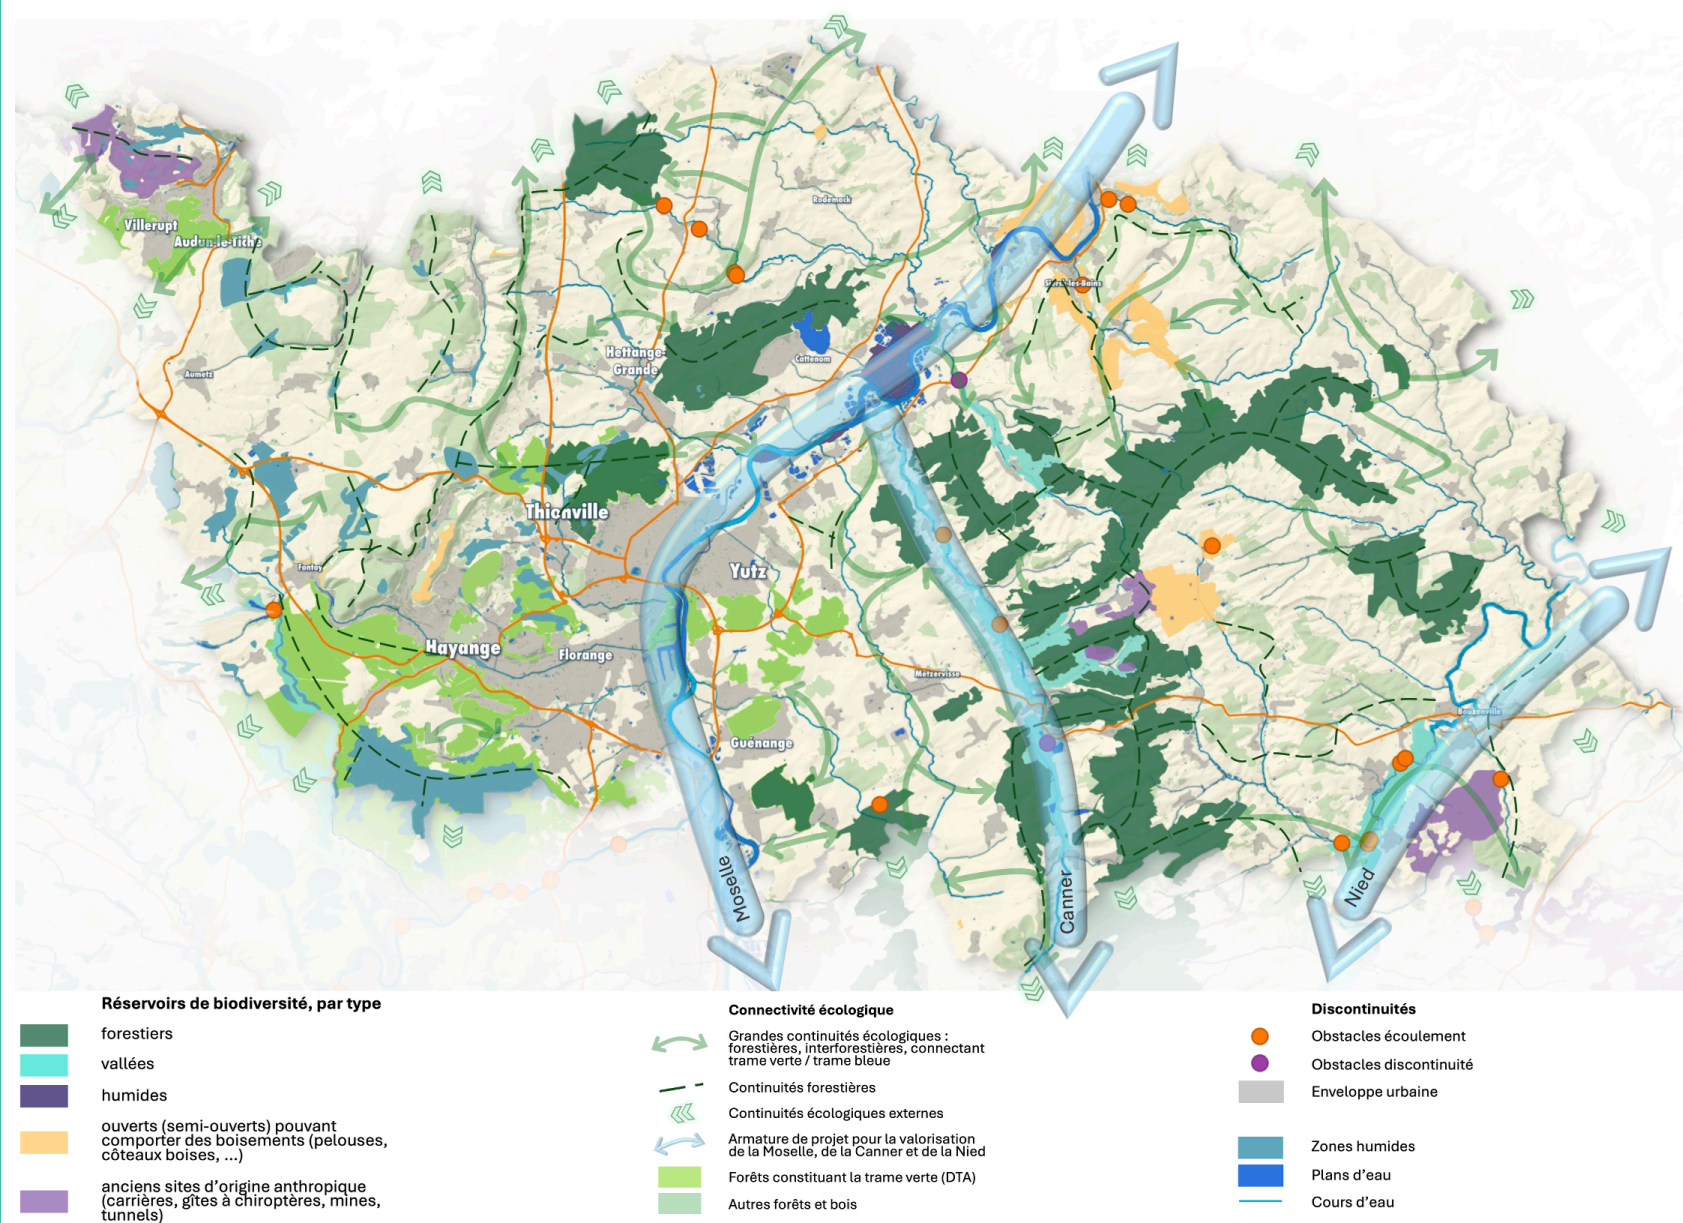 Villerupt
Audun-le-Tiche
Rodemack
Sierck-les-Bains
Aumetz
Hettange-
Grande
Cattenom
Thionville
Yutz
Fontoy
Hayange
Florange
Metzervisse
Bouzonville
Guénange
Moselle
Canner
Nied
Réservoirs de biodiversité, par type
forestiers
vallées
humides
ouverts (semi-ouverts) pouvant
comporter des boisements (pelouses,
côteaux boises, ...)
anciens sites d'origine anthropique
(carrières, gîtes à chiroptères, mines,
tunnels)
Connectivité écologique
Grandes continuités écologiques :
forestières, interforestières, connectant
trame verte / trame bleue
Continuités forestières
Continuités écologiques externes
Armature de projet pour la valorisation
de la Moselle, de la Canner et de la Nied
Forêts constituant la trame verte (DTA)
Autres forêts et bois
Discontinuités
Obstacles écoulement
Obstacles discontinuité
Enveloppe urbaine
Zones humides
Plans d'eau
Cours d'eau